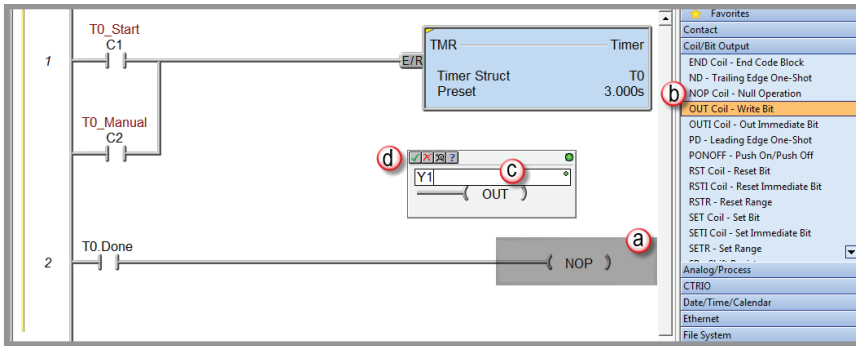 T0_Start
C1
1
E/R
TMR
Timer
Timer Struct
T0
Preset
3.000s
T0_Manual
C2
d
?
Y1
c
OUT
a
T0.Done
2
NOP
Favorites
Contact
Coil/Bit Output
END Coil - End Code Block
ND - Trailing Edge One-Shot
b
NOP Coil - Null Operation
OUT Coil - Write Bit
OUTI Coil - Out Immediate Bit
PD - Leading Edge One-Shot
PONOFF - Push On/Push Off
RST Coil - Reset Bit
RSTI Coil - Reset Immediate Bit
RSTR - Reset Range
SET Coil - Set Bit
SETI Coil - Set Immediate Bit
SETR - Set Range
Analog/Process
CTRIO
Date/Time/Calendar
Ethernet
File System